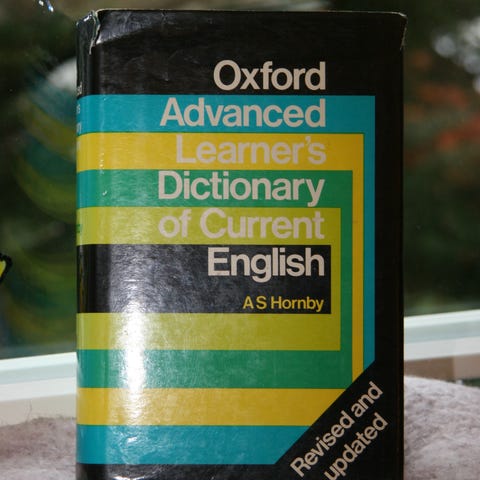 Oxford
Advanced
Learner's
Dictionary
of Current
English
A S Hornby
Revised and
updated